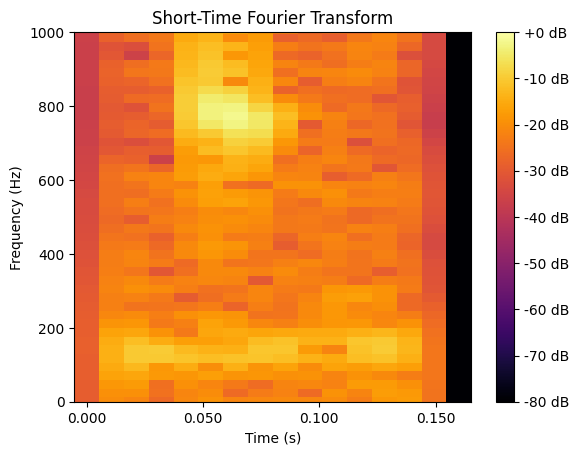 Short-Time Fourier Transform
Frequency (Hz)
1000
800
600
400
200
0
0.000
0.050
0.100
0.150
Time (s)
+0 dB
-10 dB
-20 dB
-30 dB
-40 dB
-50 dB
-60 dB
-70 dB
-80 dB